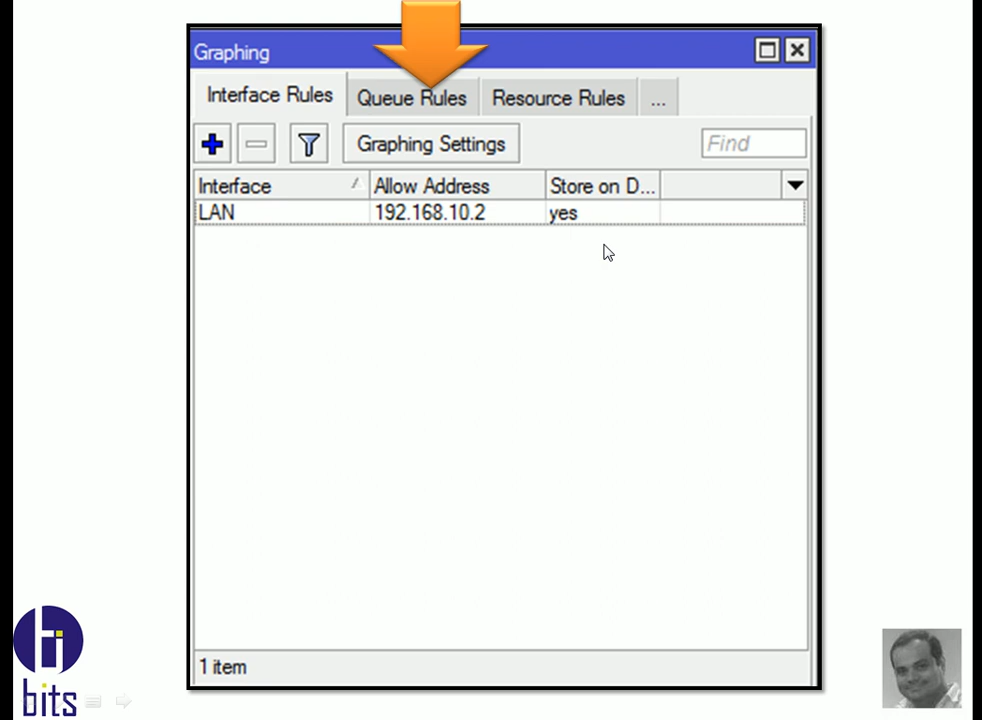 Graphing
Interface Rules Queue Rules Resource Rules ...
Graphing Settings Find
Interface Allow Address Store on D...
LAN 192.168.10.2 yes
1 item
bits